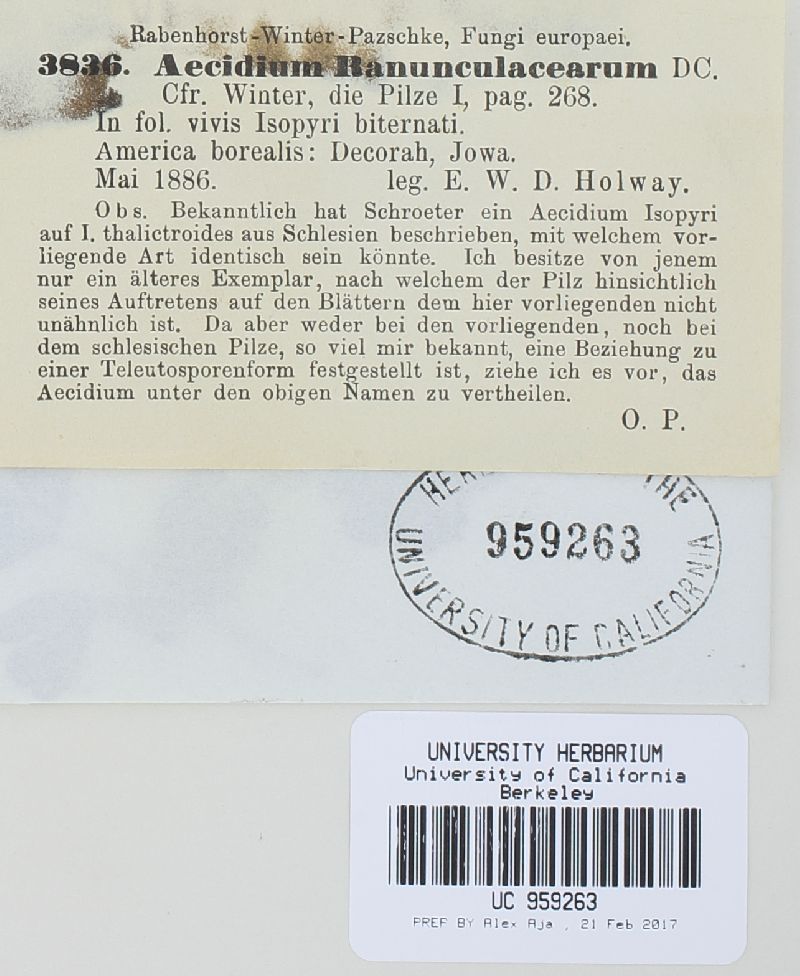 Rabenhorst-Winter-Pazschke, Fungi europaei.
3836. Aecidium Ranunculacearum DC.
Cfr. Winter, die Pilze I, pag. 268.
In fol. vivis Isopyri biternati.
America borealis: Decorah, Jowa.
Mai 1886. leg. E. W. D. Holway.
Obs. Bekanntlich hat Schroeter ein Aecidium Isopyri
auf I. thalictroides aus Schlesien beschrieben, mit welchem vor-
liegende Art identisch sein könnte. Ich besitze von jenem
nur ein älteres Exemplar, nach welchem der Pilz hinsichtlich
seines Auftretens auf den Blättern dem hier vorliegenden nicht
unähnlich ist. Da aber weder bei den vorliegenden, noch bei
dem schlesischen Pilze, so viel mir bekannt, eine Beziehung zu
einer Teleutosporenform festgestellt ist, ziehe ich es vor, das
Aecidium unter den obigen Namen zu vertheilen.
O. P.
THE
959263
UNIVERSITY OF CALIFORNIA
UNIVERSITY HERBARIUM
University of California
Berkeley
UC 959263
PREP BY Alex Aja , 21 Feb 2017